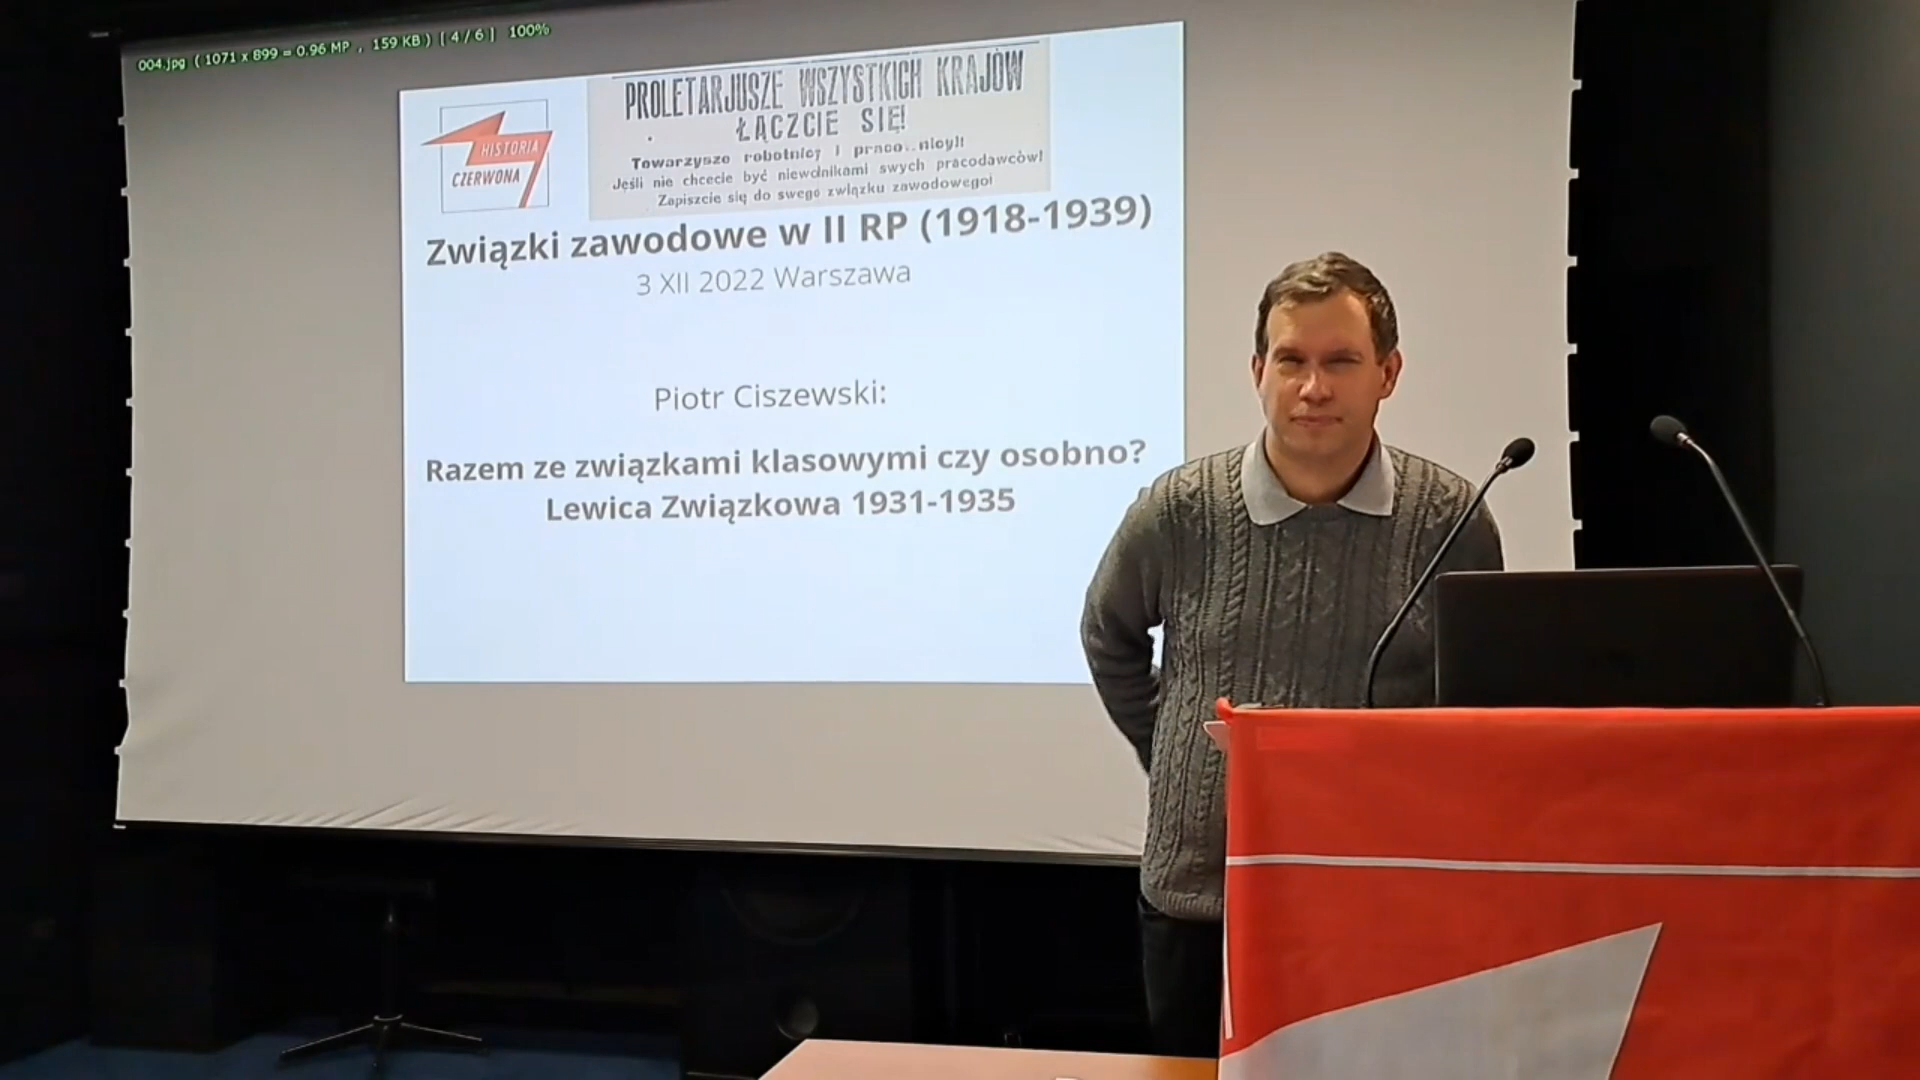 004.jpg ( 1071 x 899 = 0.96 MP , 159 KB ) [ 4 / 6 ] 100%
PROLETARJUSZE WSZYSTKICH KRAJÓW
ŁĄCZCIE SIĘ!
Towarzysze robotnicy i praco..nicy!!
Jeśli nie chcecie być niewolnikami swych pracodawców!
Zapiszcie się do swego związku zawodowego!
HISTORIA
CZERWONA
Związki zawodowe w II RP (1918-1939)
3 XII 2022 Warszawa
Piotr Ciszewski:
Razem ze związkami klasowymi czy osobno?
Lewica Związkowa 1931-1935